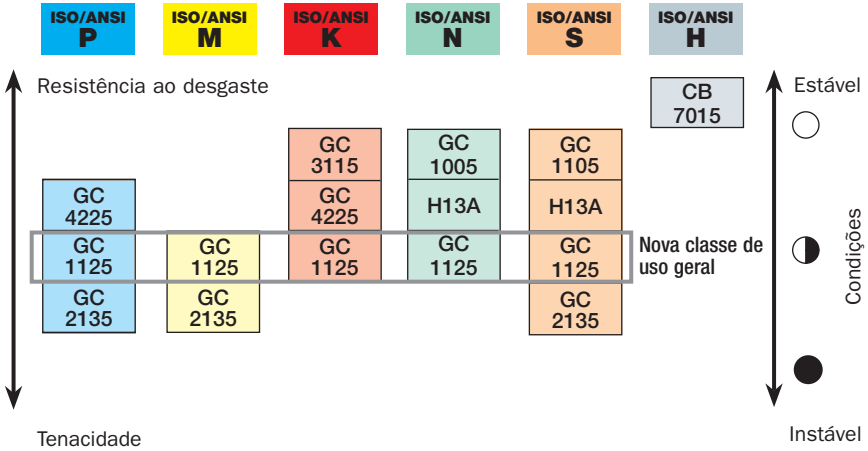 ISO/ANSI
P
ISO/ANSI
M
ISO/ANSI
K
ISO/ANSI
N
ISO/ANSI
S
ISO/ANSI
H
Resistência ao desgaste
Estável
CB
7015
GC
3115
GC
1005
GC
1105
GC
4225
GC
4225
H13A
H13A
GC
1125
GC
1125
GC
1125
GC
1125
GC
1125
Nova classe de
uso geral
GC
2135
GC
2135
GC
2135
Condições
Tenacidade
Instável